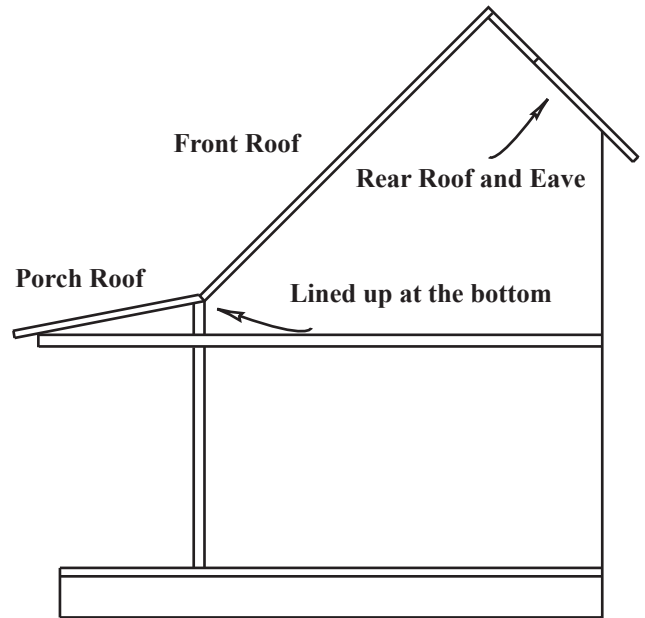 Front Roof
Rear Roof and Eave
Porch Roof
Lined up at the bottom